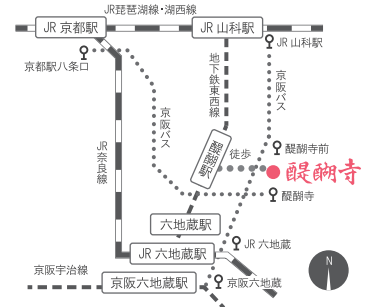 JR琵琶湖線・湖西線
JR 京都駅
JR 山科駅
JR 山科駅
京都駅八条口
地下鉄東西線
京阪バス
京阪バス
醍醐駅
徒歩
醍醐寺前
醍醐寺
醍醐寺
JR奈良線
六地蔵駅
JR 六地蔵駅
JR 六地蔵
京阪宇治線
京阪六地蔵駅
京阪六地蔵
N